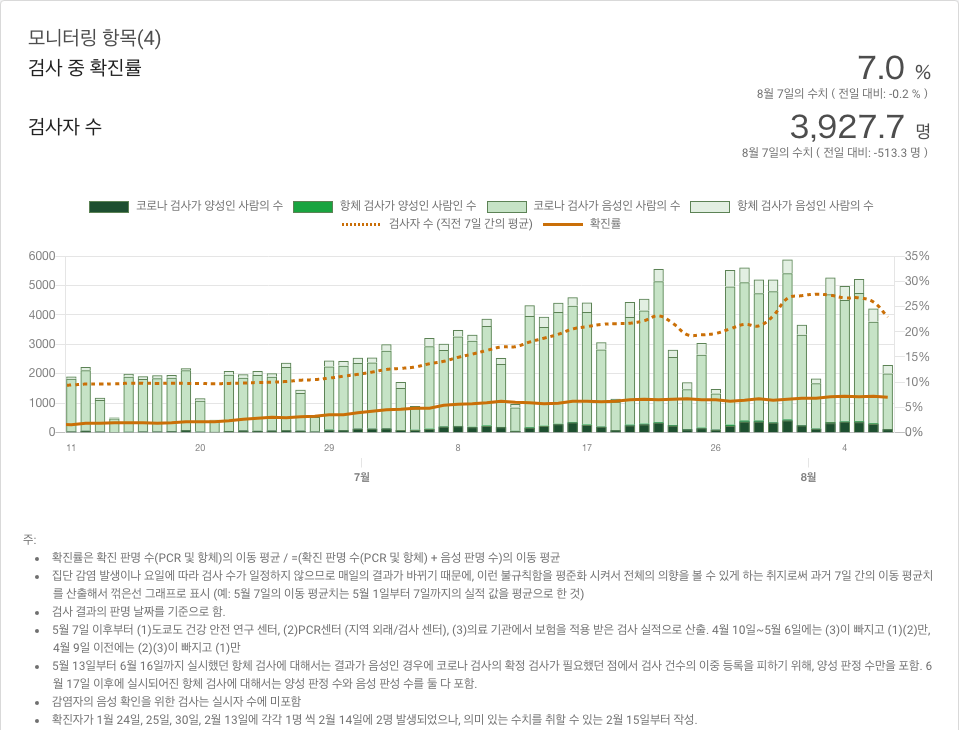 모니터링 항목(4)
검사 중 확진률
7.0 %
8월 7일의 수치 ( 전일 대비: -0.2 % )
검사자 수
3,927.7 명
8월 7일의 수치 ( 전일 대비: -513.3 명 )
코로나 검사가 양성인 사람의 수 항체 검사가 양성인 사람인 수 코로나 검사가 음성인 사람의 수 항체 검사가 음성인 사람의 수
검사자 수 (직전 7일 간의 평균) 확진률
6000 35%
5000 30%
4000 25%
3000 20%
2000 15%
1000 10%
0 5%
0%
11 20 29 8 17 26 4
7월 8월
주:
확진률은 확진 판명 수(PCR 및 항체)의 이동 평균 / =(확진 판명 수(PCR 및 항체) + 음성 판명 수)의 이동 평균
집단 감염 발생이나 요일에 따라 검사 수가 일정하지 않으므로 매일의 결과가 바뀌기 때문에, 이런 불규칙함을 평준화 시켜서 전체의 의향을 볼 수 있게 하는 취지로써 과거 7일 간의 이동 평균치
를 산출해서 꺾은선 그래프로 표시 (예: 5월 7일의 이동 평균치는 5월 1일부터 7일까지의 실적 값을 평균으로 한 것)
검사 결과의 판명 날짜를 기준으로 함.
5월 7일 이후부터 (1)도쿄도 건강 안전 연구 센터, (2)PCR센터 (지역 외래/검사 센터), (3)의료 기관에서 보험을 적용 받은 검사 실적으로 산출. 4월 10일~5월 6일에는 (3)이 빠지고 (1)(2)만,
4월 9일 이전에는 (2)(3)이 빠지고 (1)만
5월 13일부터 6월 16일까지 실시했던 항체 검사에 대해서는 결과가 음성인 경우에 코로나 검사의 확정 검사가 필요했던 점에서 검사 건수의 이중 등록을 피하기 위해, 양성 판정 수만을 포함. 6
월 17일 이후에 실시되어진 항체 검사에 대해서는 양성 판정 수와 음성 판성 수를 둘 다 포함.
감염자의 음성 확인을 위한 검사는 실시자 수에 미포함
확진자가 1월 24일, 25일, 30일, 2월 13일에 각각 1명 씩 2월 14일에 2명 발생되었으나, 의미 있는 수치를 취할 수 있는 2월 15일부터 작성.